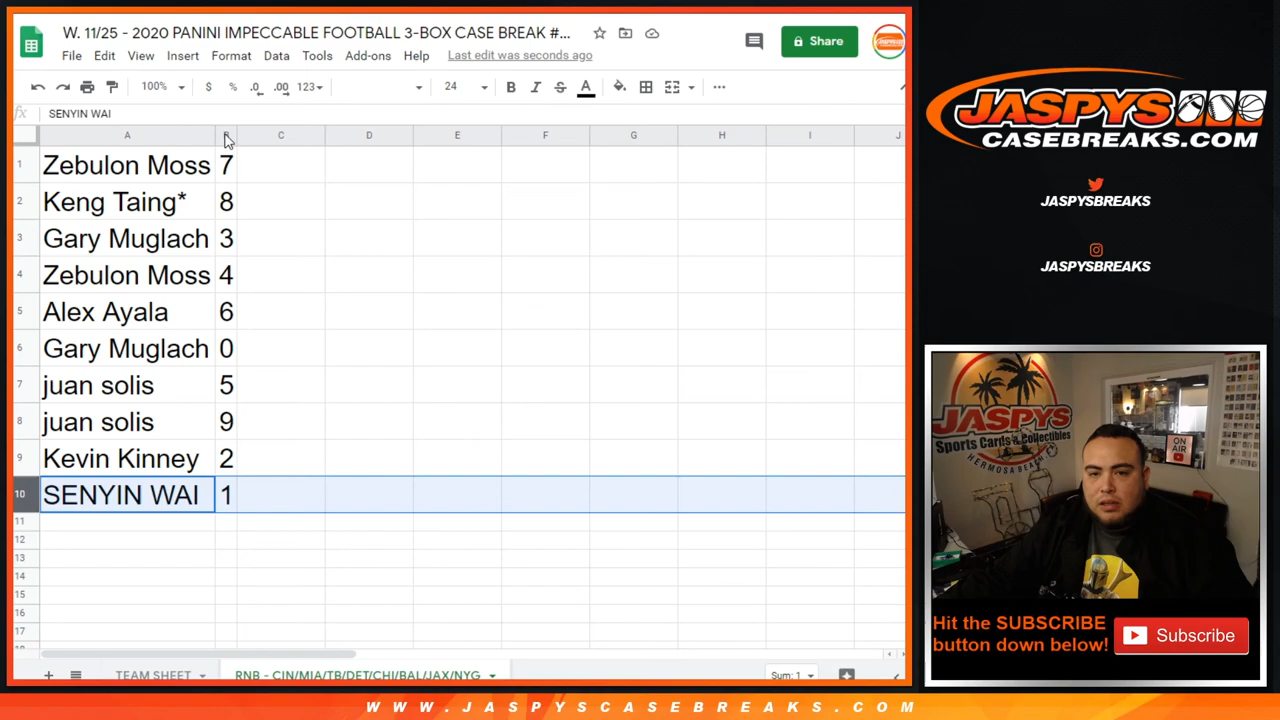 W. 11/25 - 2020 PANINI IMPECCABLE FOOTBALL 3-BOX CASE BREAK #...
File Edit View Insert Format Data Tools Add-ons Help Last edit was seconds ago
Share
100% $ % .0 .00 123 24 B I S A
fx SENYIN WAI
A B C D E F G H I J
1 Zebulon Moss 7
2 Keng Taing* 8
3 Gary Muglach 3
4 Zebulon Moss 4
5 Alex Ayala 6
6 Gary Muglach 0
7 juan solis 5
8 juan solis 9
9 Kevin Kinney 2
10 SENYIN WAI 1
11
12
13
14
15
16
17
TEAM SHEET RNB - CIN/MIA/TB/DET/CHI/BAL/JAX/NYG Sum: 1
JASPYS
CASEBREAKS.COM
JASPYSBREAKS
JASPYSBREAKS
JASPYS
Sports Cards & Collectibles
HERMOSA BEACH
ON AIR
Hit the SUBSCRIBE
button down below!
Subscribe
WWW.JASPYSCASEBREAKS.COM